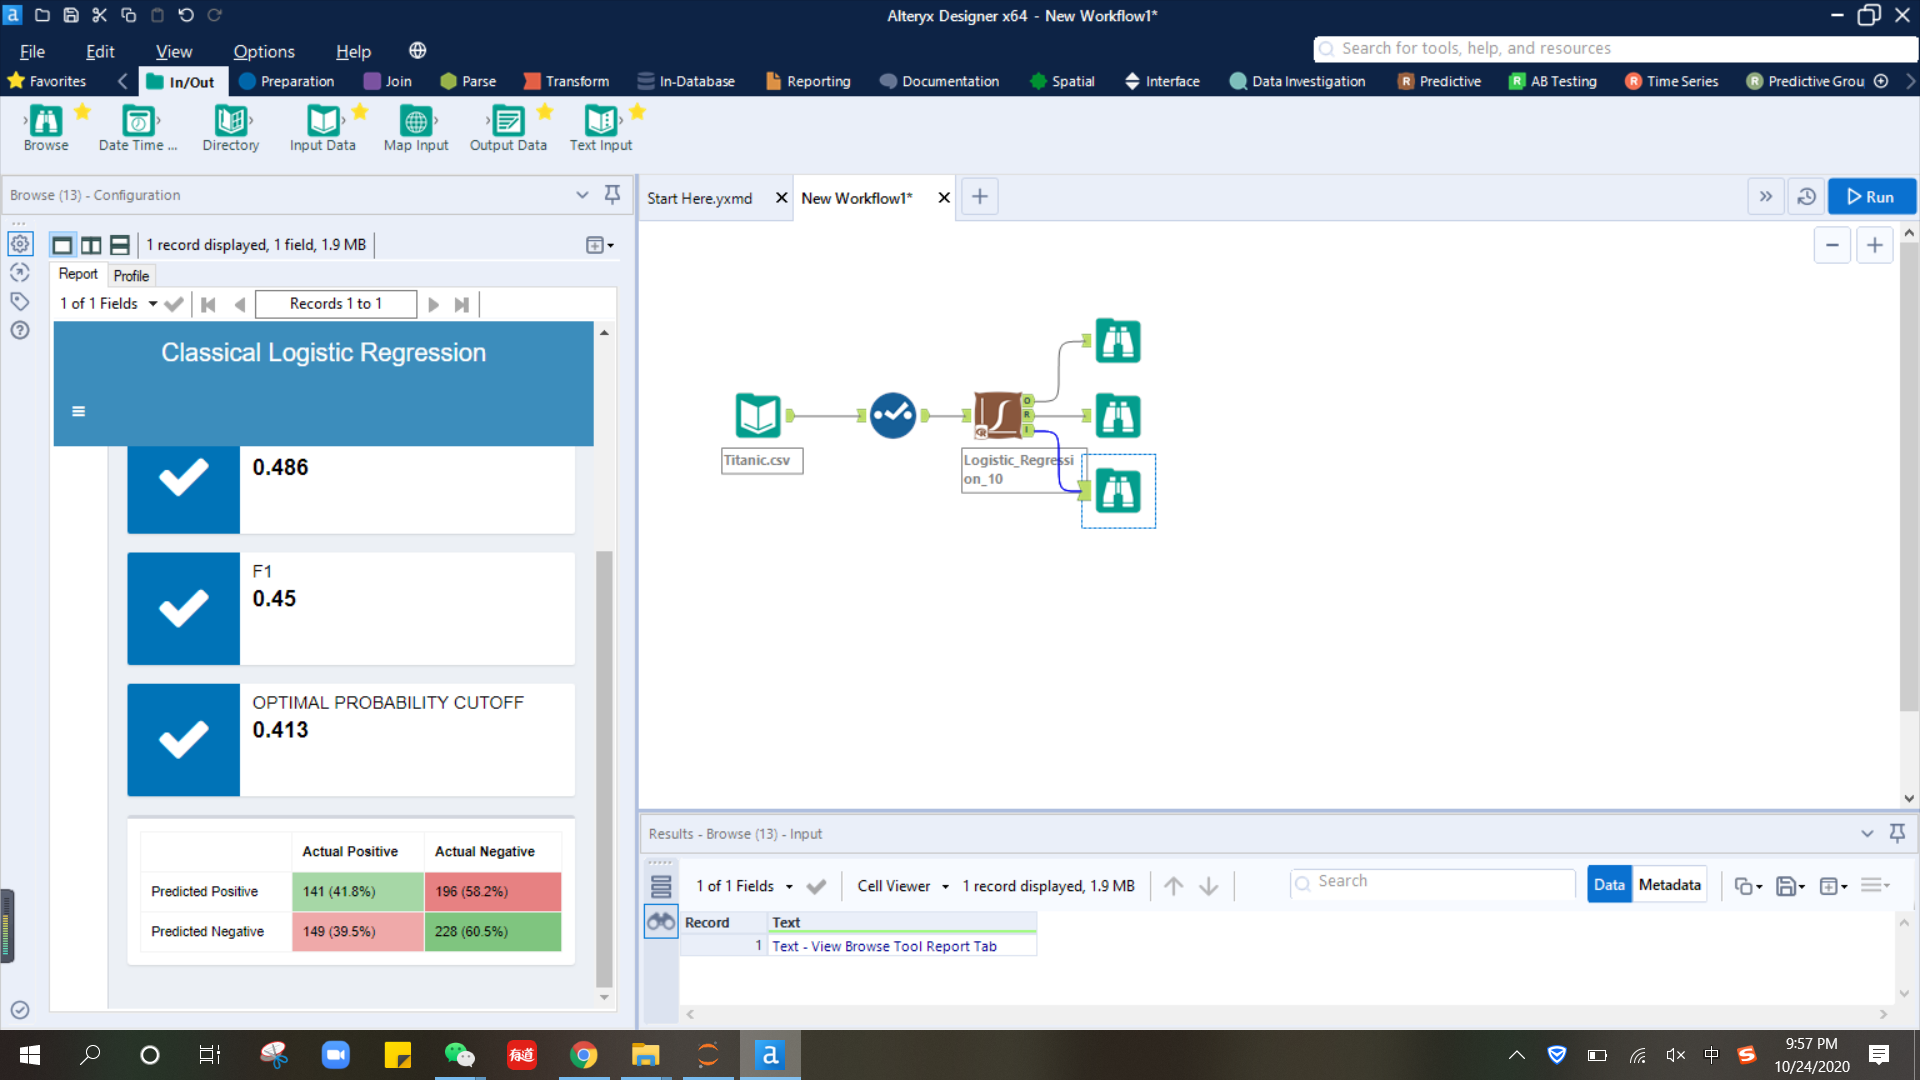 a
Alteryx Designer x64 - New Workflow1*
File Edit View Options Help
Search for tools, help, and resources
Favorites In/Out Preparation Join Parse Transform In-Database Reporting Documentation Spatial Interface Data Investigation Predictive AB Testing Time Series Predictive Grou
Browse Date Time ... Directory Input Data Map Input Output Data Text Input
Browse (13) - Configuration
Start Here.yxmd New Workflow1* Run
1 record displayed, 1 field, 1.9 MB
Report Profile
1 of 1 Fields Records 1 to 1
Classical Logistic Regression
0.486
F1
0.45
OPTIMAL PROBABILITY CUTOFF
0.413
Actual Positive Actual Negative
Predicted Positive 141 (41.8%) 196 (58.2%)
Predicted Negative 149 (39.5%) 228 (60.5%)
O
R
I
Titanic.csv
Logistic_Regressi
on_10
Results - Browse (13) - Input
1 of 1 Fields Cell Viewer 1 record displayed, 1.9 MB Search Data Metadata
Record Text
1 Text - View Browse Tool Report Tab
有道 a 中 S
9:57 PM
10/24/2020